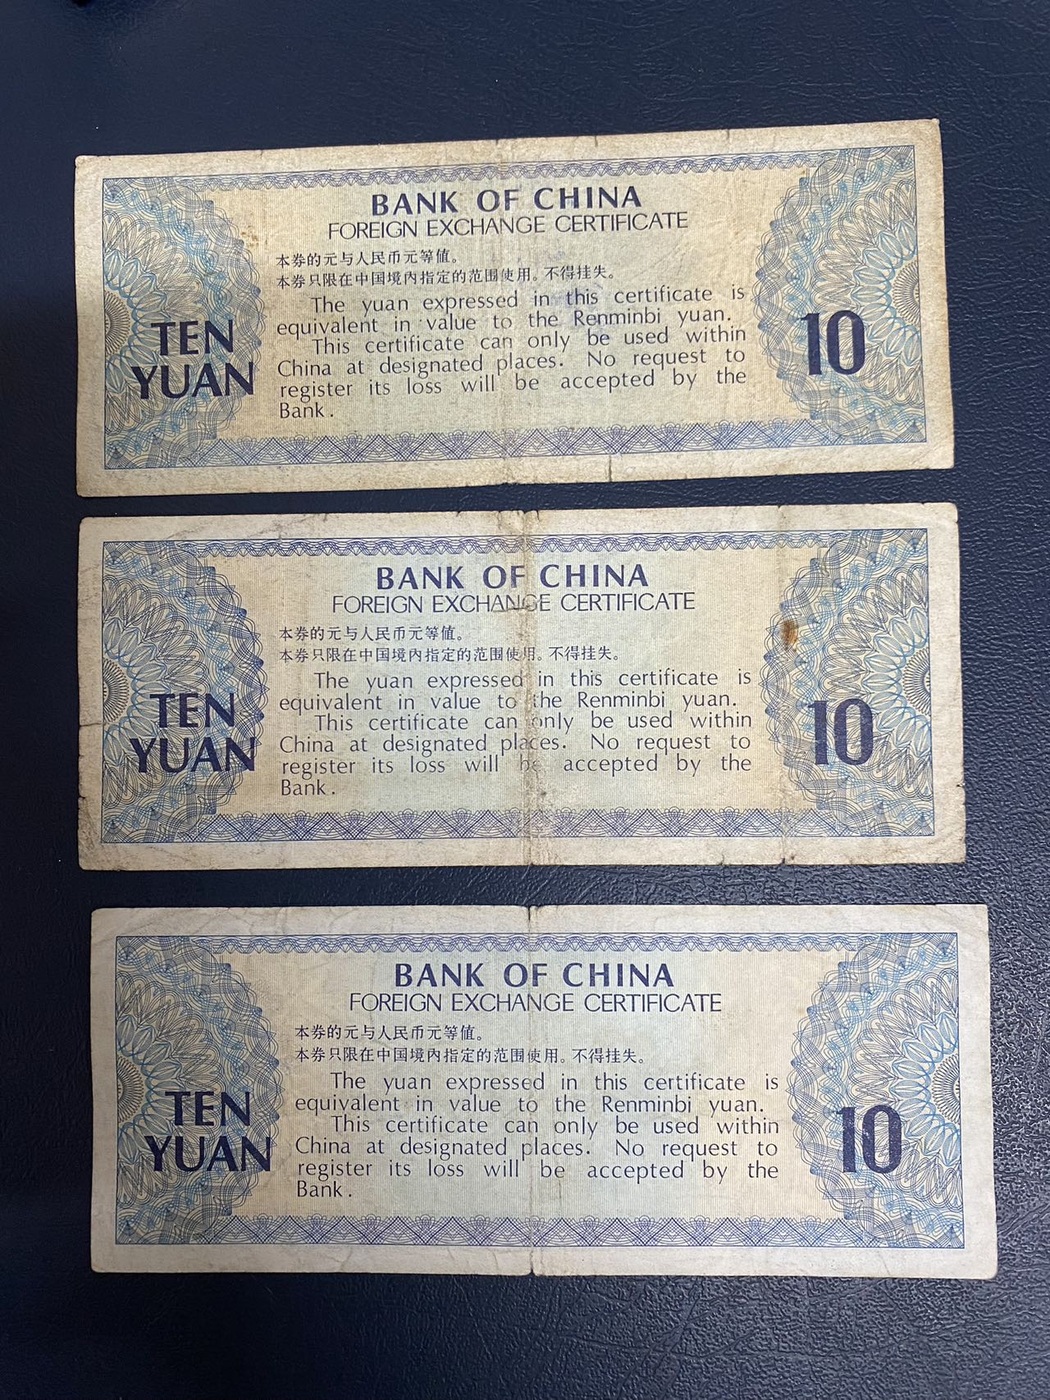 BANK OF CHINA
FOREIGN EXCHANGE CERTIFICATE
本券的元与人民币元等値。
本券只限在中国境内指定的范围使用。不得挂失。
The yuan expressed in this certificate is
equivalent in value to the Renminbi yuan.
This certificate can only be used within
China at designated places. No request to
register its loss will be accepted by the
Bank.
TEN
YUAN
10
BANK OF CHINA
FOREIGN EXCHANGE CERTIFICATE
本券的元与人民币元等値。
本券只限在中国境内指定的范围使用。不得挂失。
The yuan expressed in this certificate is
equivalent in value to the Renminbi yuan.
This certificate can only be used within
China at designated places. No request to
register its loss will be accepted by the
Bank.
TEN
YUAN
10
BANK OF CHINA
FOREIGN EXCHANGE CERTIFICATE
本券的元与人民币元等値。
本券只限在中国境内指定的范围使用。不得挂失。
The yuan expressed in this certificate is
equivalent in value to the Renminbi yuan.
This certificate can only be used within
China at designated places. No request to
register its loss will be accepted by the
Bank.
TEN
YUAN
10